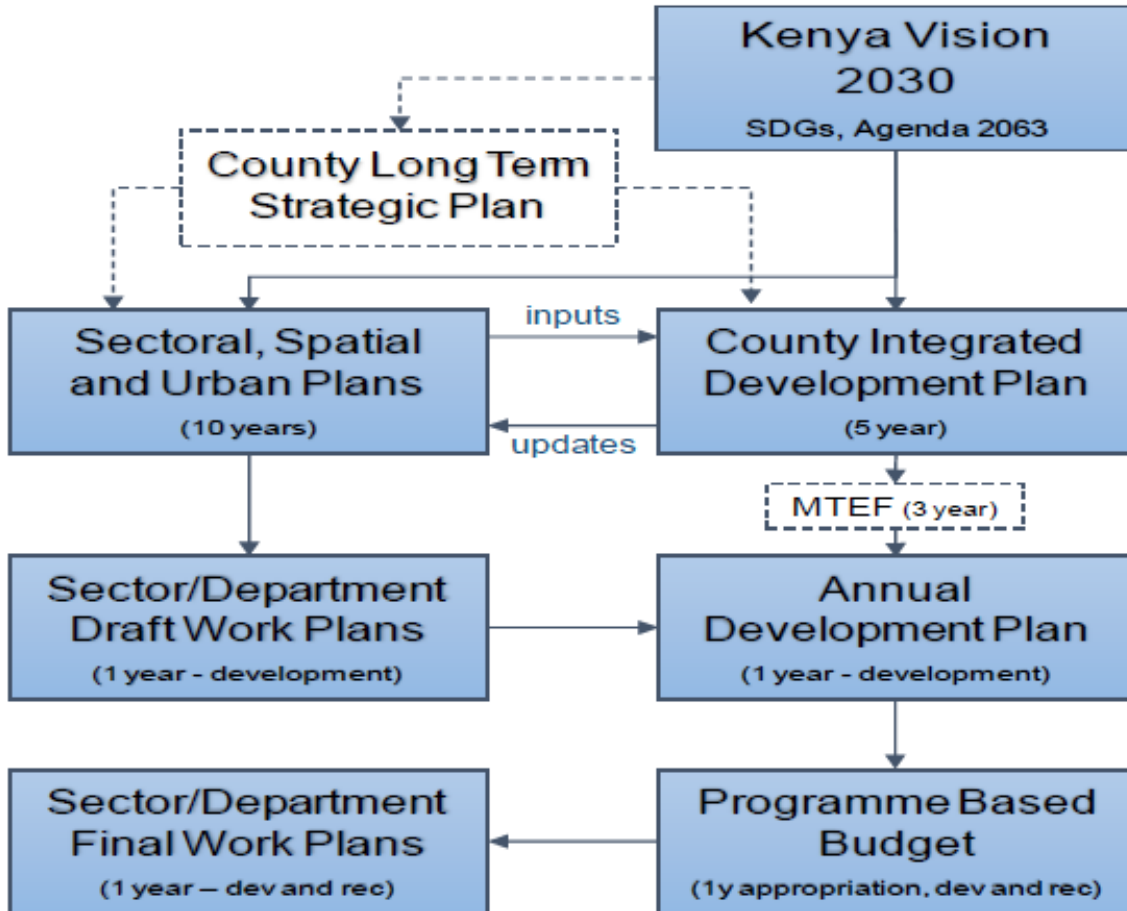 Kenya Vision
2030
SDGs, Agenda 2063
County Long Term
Strategic Plan
Sectoral, Spatial
and Urban Plans
(10 years)
inputs
updates
County Integrated
Development Plan
(5 year)
MTEF (3 year)
Sector/Department
Draft Work Plans
(1 year - development)
Annual
Development Plan
(1 year - development)
Sector/Department
Final Work Plans
(1 year – dev and rec)
Programme Based
Budget
(1y appropriation, dev and rec)